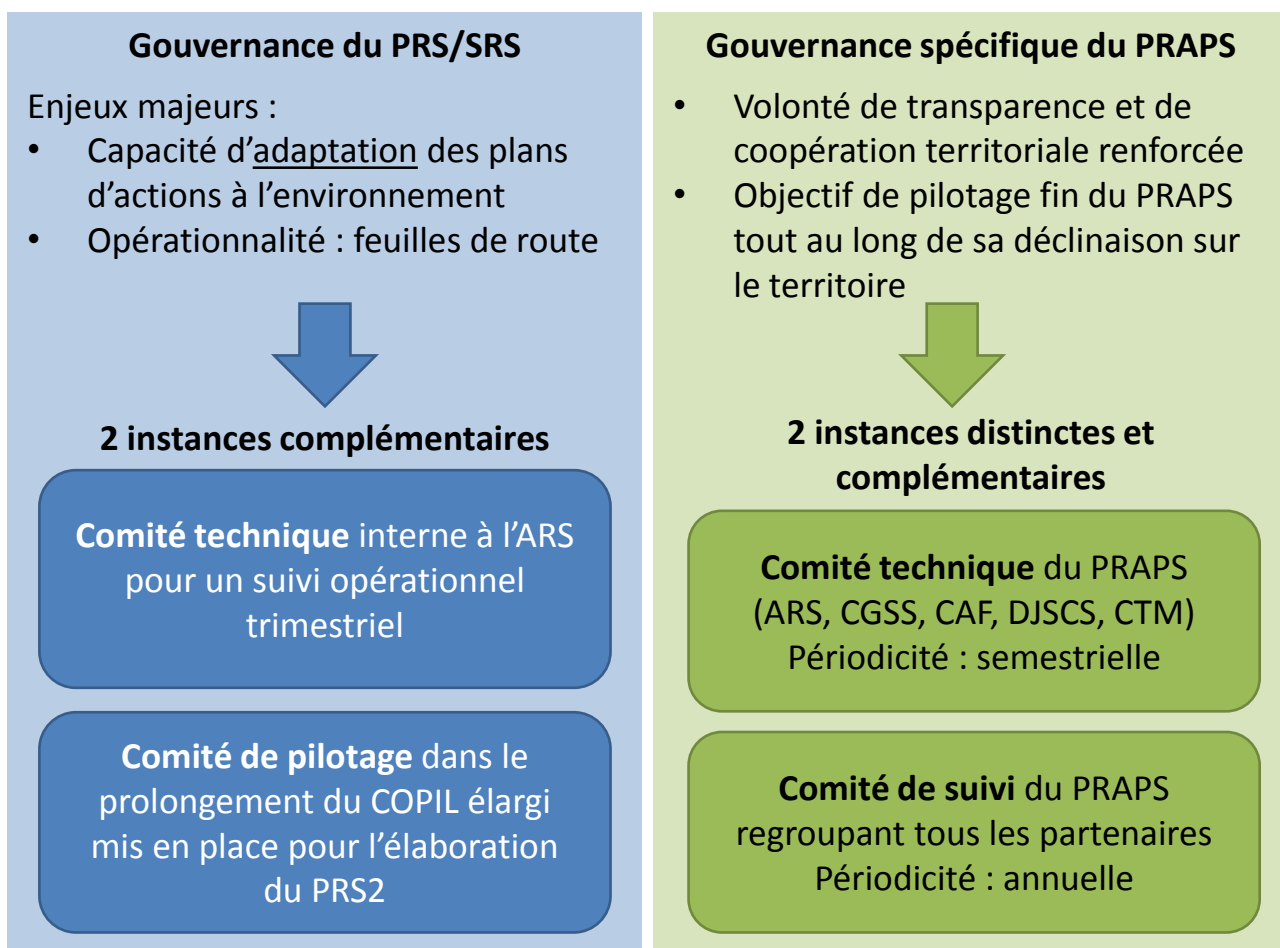 Gouvernance du PRS/SRS
Enjeux majeurs :
• Capacité d'adaptation des plans
d'actions à l'environnement
• Opérationnalité : feuilles de route
2 instances complémentaires
Comité technique interne à l'ARS
pour un suivi opérationnel
trimestriel
Comité de pilotage dans le
prolongement du COPIL élargi
mis en place pour l'élaboration
du PRS2
Gouvernance spécifique du PRAPS
• Volonté de transparence et de
coopération territoriale renforcée
• Objectif de pilotage fin du PRAPS
tout au long de sa déclinaison sur
le territoire
2 instances distinctes et
complémentaires
Comité technique du PRAPS
(ARS, CGSS, CAF, DJSCS, CTM)
Périodicité : semestrielle
Comité de suivi du PRAPS
regroupant tous les partenaires
Périodicité : annuelle